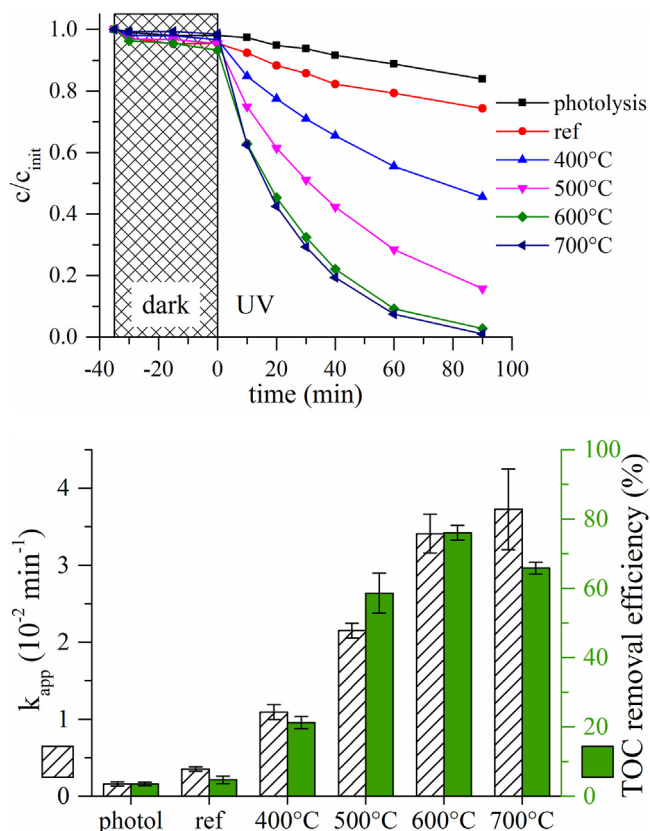 1.0
0.8
0.6
0.4
0.2
0.0
c/c_init
dark
UV
photolysis
ref
400°C
500°C
600°C
700°C
-40 -20 0 20 40 60 80 100
time (min)
4
3
2
1
0
k_app (10⁻² min⁻¹)
100
80
60
40
20
0
TOC removal efficiency (%)
photol ref 400°C 500°C 600°C 700°C